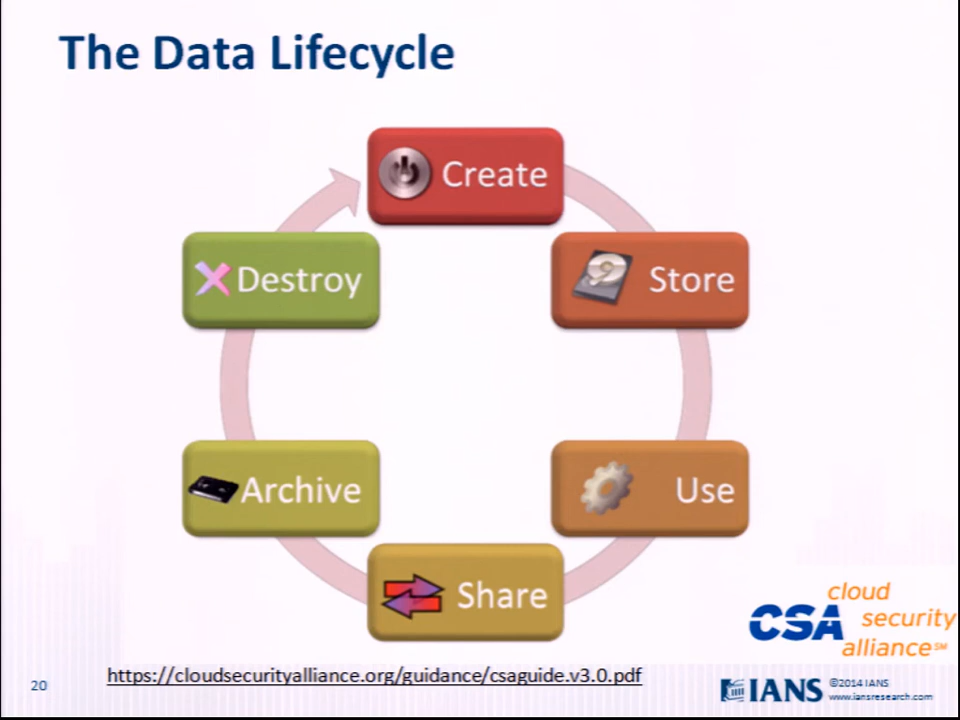 The Data Lifecycle
Create
Store
Use
Share
Archive
Destroy
cloud
CSA security
alliance℠
https://cloudsecurityalliance.org/guidance/csaguide.v3.0.pdf
20
IANS
©2014 IANS
www.iansresearch.com